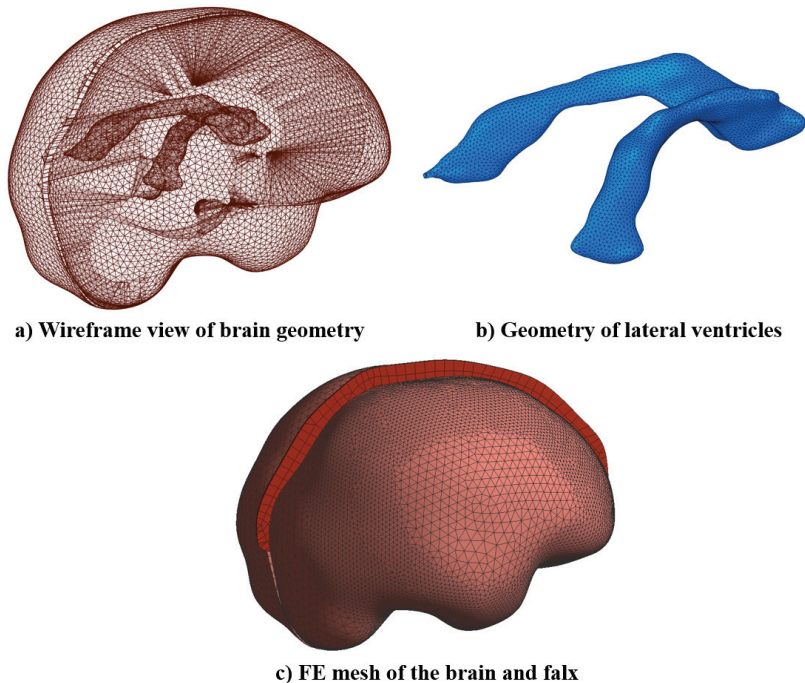 a) Wireframe view of brain geometry
b) Geometry of lateral ventricles
c) FE mesh of the brain and falx